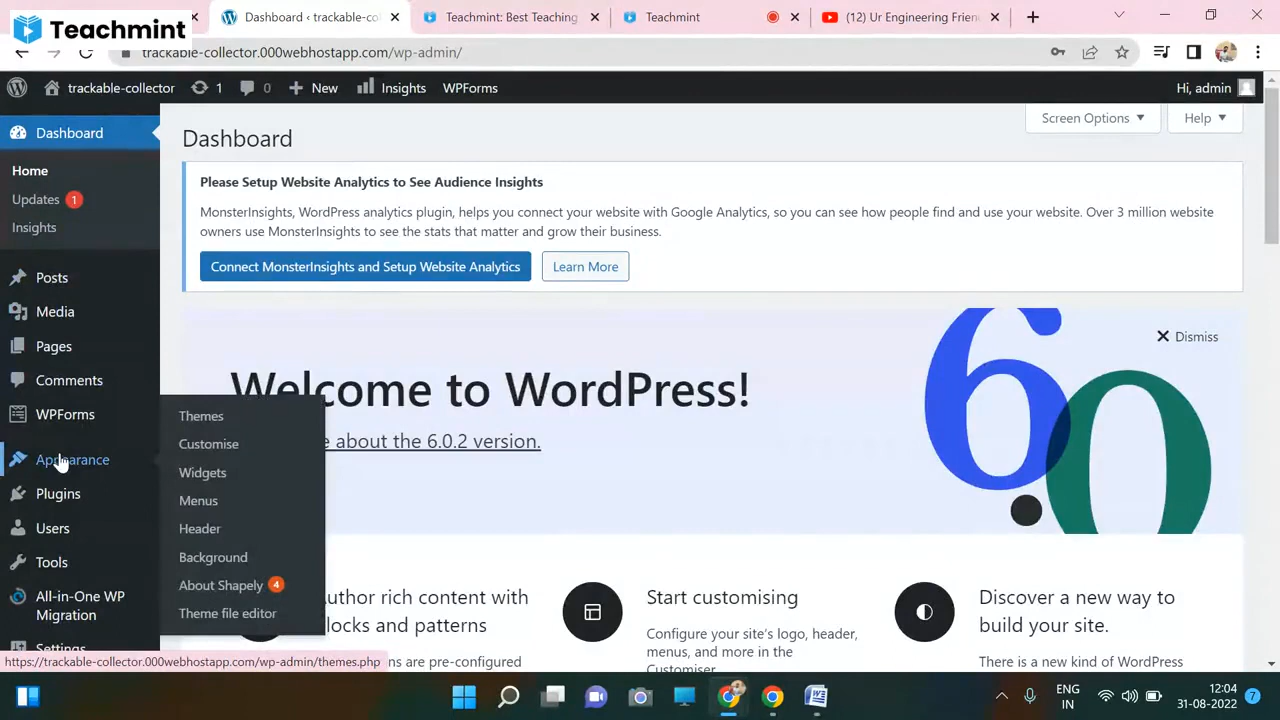 Teachmint
Dashboard ‹ trackable-collector.000
Teachmint: Best Teaching
Teachmint
(12) Ur Engineering Frien
trackable-collector.000webhostapp.com/wp-admin/
trackable-collector
1
0
New
Insights
WPForms
Hi, admin
Dashboard
Home
Updates 1
Insights
Posts
Media
Pages
Comments
WPForms
Appearance
Plugins
Users
Tools
All-in-One WP
Migration
Settings
Themes
Customise
Widgets
Menus
Header
Background
About Shapely 4
Theme file editor
Screen Options
Help
Dashboard
Please Setup Website Analytics to See Audience Insights
MonsterInsights, WordPress analytics plugin, helps you connect your website with Google Analytics, so you can see how people find and use your website. Over 3 million website
owners use MonsterInsights to see the stats that matter and grow their business.
Connect MonsterInsights and Setup Website Analytics
Learn More
Dismiss
Welcome to WordPress!
about the 6.0.2 version.
6.0
Author rich content with
blocks and patterns
are pre-configured
Start customising
Configure your site's logo, header,
menus, and more in the
Customiser.
Discover a new way to
build your site.
There is a new kind of WordPress
https://trackable-collector.000webhostapp.com/wp-admin/themes.php
ENG
IN
12:04
31-08-2022
7